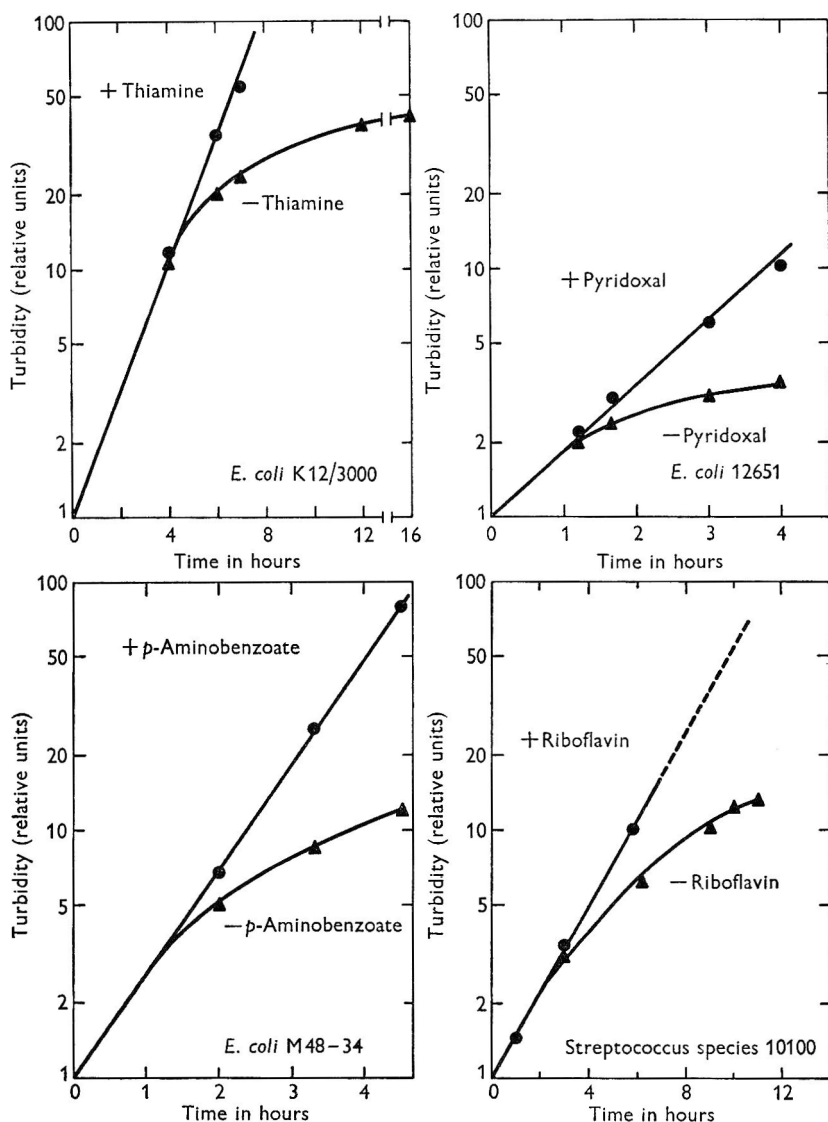 100
50
20
10
5
2
1
Turbidity (relative units)
+Thiamine
—Thiamine
E. coli K12/3000
0
4
8
12
16
Time in hours
100
50
20
10
5
2
1
Turbidity (relative units)
+Pyridoxal
—Pyridoxal
E. coli 12651
0
1
2
3
4
Time in hours
100
50
20
10
5
2
1
Turbidity (relative units)
+p-Aminobenzoate
—p-Aminobenzoate
E. coli M48–34
0
1
2
3
4
Time in hours
100
50
20
10
5
2
1
Turbidity (relative units)
+Riboflavin
—Riboflavin
Streptococcus species 10100
0
4
8
12
Time in hours